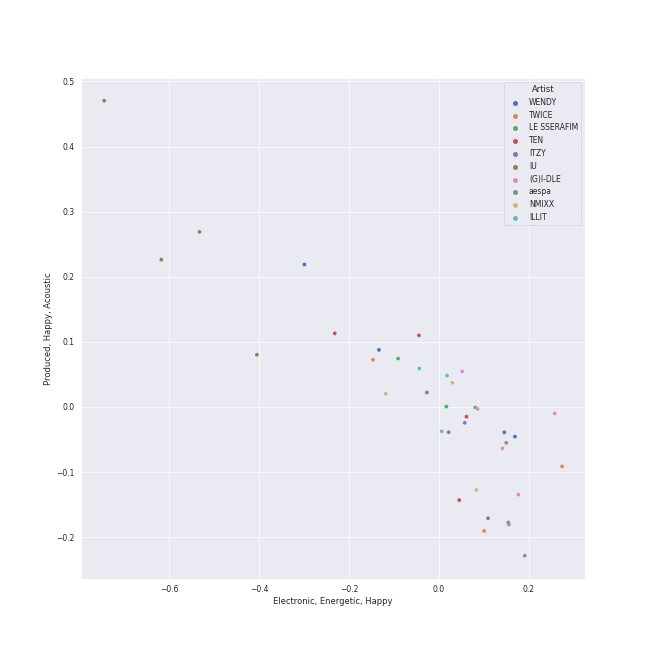 0.5
0.4
0.3
0.2
0.1
0.0
−0.1
−0.2
Produced, Happy, Acoustic
−0.6 −0.4 −0.2 0.0 0.2
Electronic, Energetic, Happy
Artist
WENDY
TWICE
LE SSERAFIM
TEN
ITZY
IU
(G)I-DLE
aespa
NMIXX
ILLIT